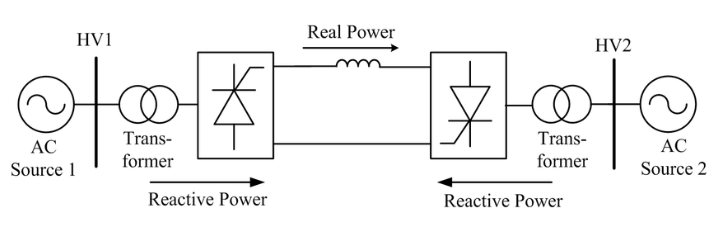 Real Power
HV1
HV2
AC
Source 1
Trans-
former
Trans-
former
AC
Source 2
Reactive Power
Reactive Power